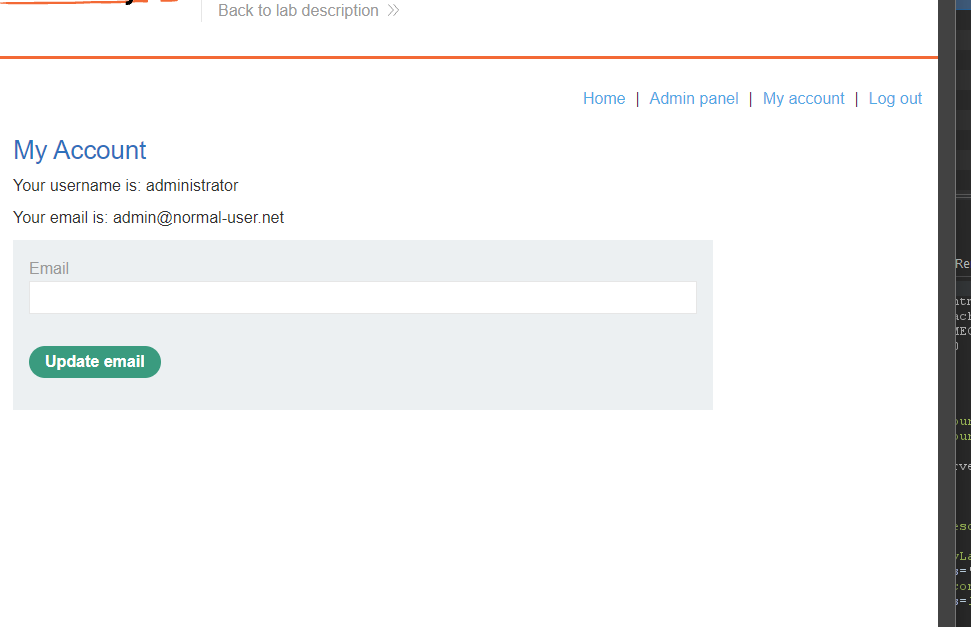 Back to lab description
Home | Admin panel | My account | Log out
My Account
Your username is: administrator
Your email is: admin@normal-user.net
Email
Update email